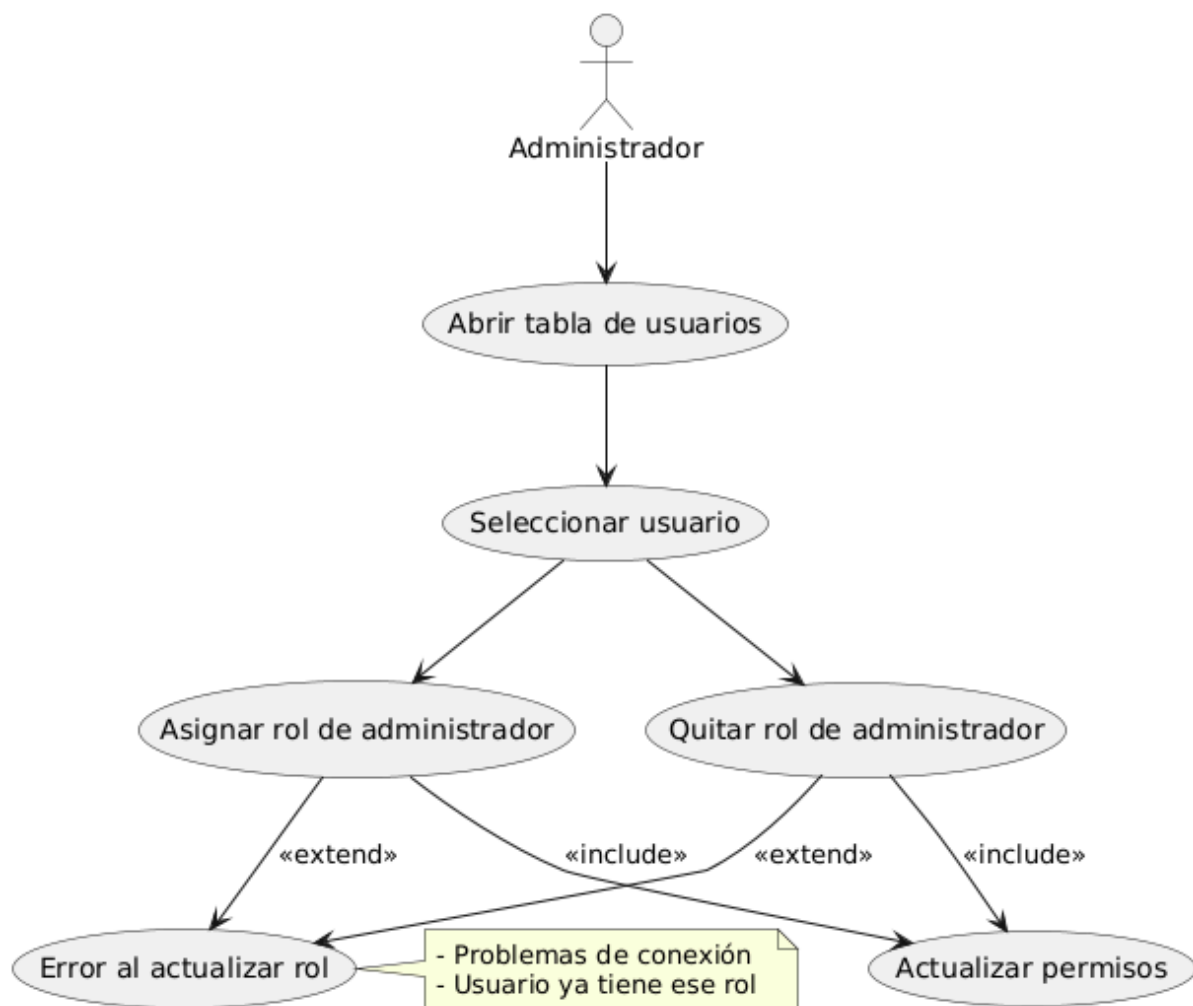 Administrador
Abrir tabla de usuarios
Seleccionar usuario
Asignar rol de administrador
Quitar rol de administrador
«extend»
«include»
«extend»
«include»
Error al actualizar rol
- Problemas de conexión
- Usuario ya tiene ese rol
Actualizar permisos